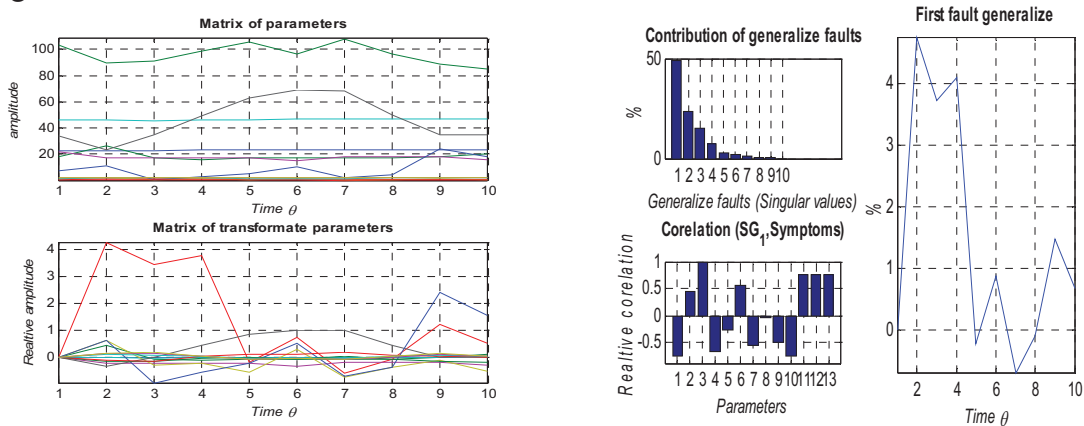 Matrix of parameters
amplitude
100
80
60
40
20
1 2 3 4 5 6 7 8 9 10
Time θ
Matrix of transformate parameters
Realtive amplitude
4
3
2
1
0
1 2 3 4 5 6 7 8 9 10
Time θ
Contribution of generalize faults
%
50
0
1 2 3 4 5 6 7 8 9 10
Generalize faults (Singular values)
Corelation (SG1,Symptoms)
Realtive corelation
1
0.5
0
-0.5
1 2 3 4 5 6 7 8 9 10 11 12 13
Parameters
First fault generalize
%
4
3
2
1
0
2 4 6 8 10
Time θ